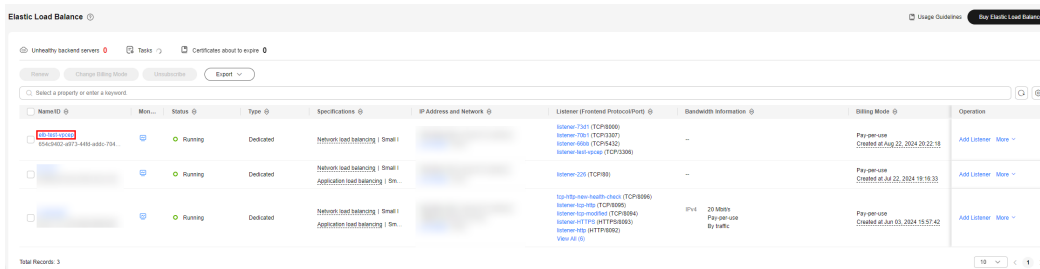 Elastic Load Balance
Usage Guidelines
Buy Elastic Load Balance
Unhealthy backend servers 0 Tasks Certificates about to expire 0
Renew Change Billing Mode Unsubscribe Export
Select a property or enter a keyword.
Name/ID Mon... Status Type Specifications IP Address and Network Listener (Frontend Protocol/Port) Bandwidth Information Billing Mode Operation
elb-test-vpcep
Running Dedicated Network load balancing | Small I
listener-73d1 (TCP/8000)
listener-70b1 (TCP/3307)
listener-66bb (TCP/5432)
listener-test-vpcep (TCP/3306)
--
Pay-per-use
Created at Aug 22, 2024 20:22:18
Add Listener More
Running Dedicated Network load balancing | Small I
Application load balancing | Sm...
listener-226 (TCP/80)
--
Pay-per-use
Created at Jul 22, 2024 19:16:33
Add Listener More
Running Dedicated Network load balancing | Small I
Application load balancing | Sm...
tcp-http-new-health-check (TCP/8096)
listener-tcp-http (TCP/8095)
listener-tcp-modified (TCP/8094)
listener-HTTPS (HTTPS/8093)
listener-http (HTTP/8092)
View All (6)
IPv4 20 Mbit/s
Pay-per-use
By traffic
Pay-per-use
Created at Jun 03, 2024 15:57:42
Add Listener More
Total Records: 3
10 1